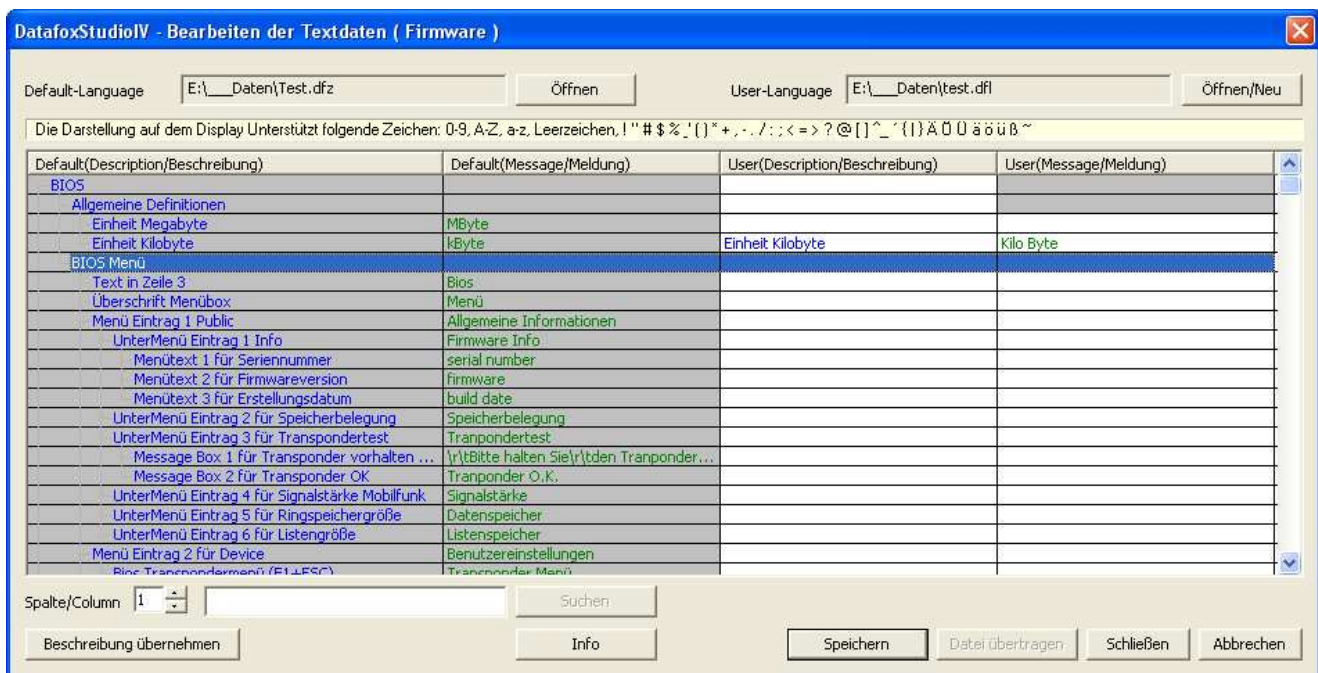 DatafoxStudioIV - Bearbeiten der Textdaten ( Firmware )
Default-Language E:\___Daten\Test.dfz Öffnen User-Language E:\___Daten\test.dfl Öffnen/Neu
Die Darstellung auf dem Display Unterstützt folgende Zeichen: 0-9, A-Z, a-z, Leerzeichen, ! " # $ % ' ( ) * + , - . / : ; < = > ? @ [ ] ^ _ ´ { | } Ä Ö Ü ä ö ü ß ~
Default(Description/Beschreibung) Default(Message/Meldung) User(Description/Beschreibung) User(Message/Meldung)
BIOS
Allgemeine Definitionen
Einheit Megabyte MByte
Einheit Kilobyte kByte Einheit Kilobyte Kilo Byte
BIOS Menü
Text in Zeile 3 Bios
Überschrift Menübox Menü
Menü Eintrag 1 Public Allgemeine Informationen
UnterMenü Eintrag 1 Info Firmware Info
Menütext 1 für Seriennummer serial number
Menütext 2 für Firmwareversion firmware
Menütext 3 für Erstellungsdatum build date
UnterMenü Eintrag 2 für Speicherbelegung Speicherbelegung
UnterMenü Eintrag 3 für Transpondertest Tranpondertest
Message Box 1 für Transponder vorhalten ... \r\tBitte halten Sie\r\tden Tranponder...
Message Box 2 für Transponder OK Tranponder O.K.
UnterMenü Eintrag 4 für Signalstärke Mobilfunk Signalstärke
UnterMenü Eintrag 5 für Ringspeichergröße Datenspeicher
UnterMenü Eintrag 6 für Listengröße Listenspeicher
Menü Eintrag 2 für Device Benutzereinstellungen
Bios Transpondermenü (F1+ESC) Transponder Menü
Spalte/Column 1 Suchen
Beschreibung übernehmen Info Speichern Datei übertragen Schließen Abbrechen